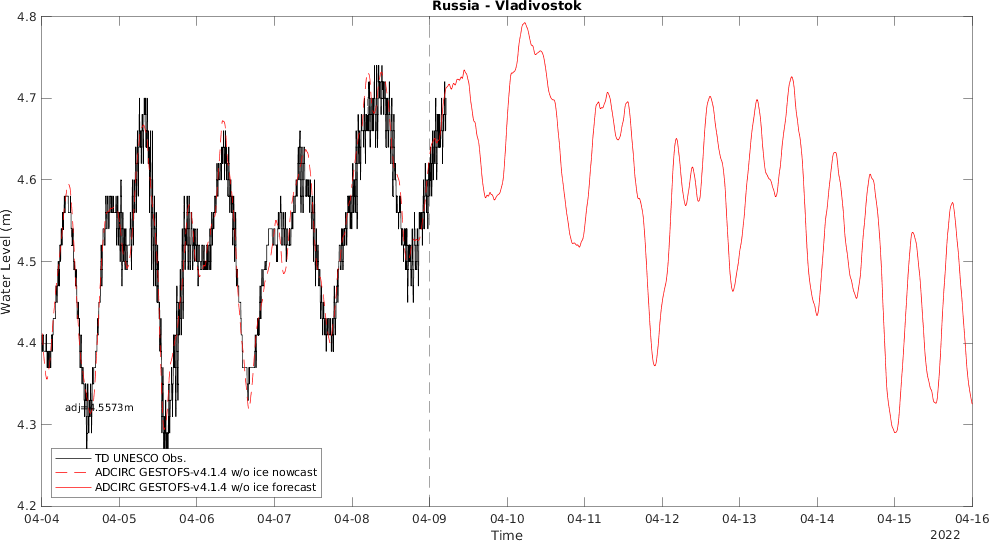 Russia - Vladivostok
4.8
4.7
4.6
4.5
4.4
4.3
4.2
Water Level (m)
adj=4.5573m
TD UNESCO Obs.
ADCIRC GESTOFS-v4.1.4 w/o ice nowcast
ADCIRC GESTOFS-v4.1.4 w/o ice forecast
04-04 04-05 04-06 04-07 04-08 04-09 04-10 04-11 04-12 04-13 04-14 04-15 04-16
Time
2022